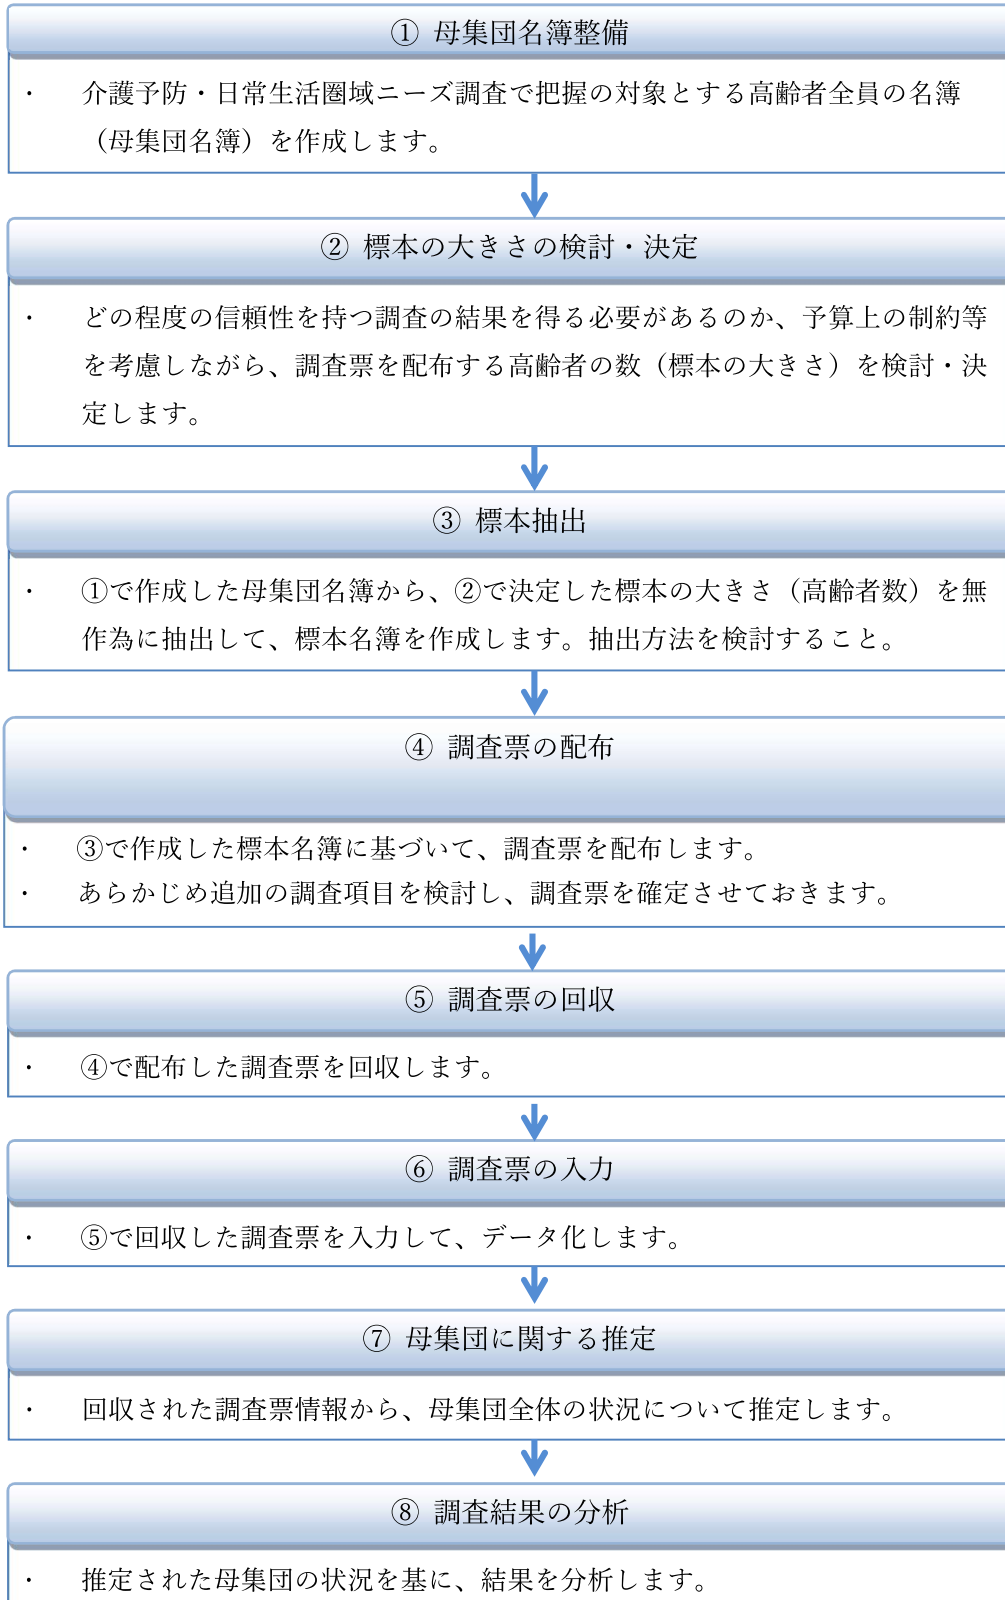 ① 母集団名簿整備
・ 介護予防・日常生活圏域ニーズ調査で把握の対象とする高齢者全員の名簿
（母集団名簿）を作成します。
② 標本の大きさの検討・決定
・ どの程度の信頼性を持つ調査の結果を得る必要があるのか、予算上の制約等
を考慮しながら、調査票を配布する高齢者の数（標本の大きさ）を検討・決
定します。
③ 標本抽出
・ ①で作成した母集団名簿から、②で決定した標本の大きさ（高齢者数）を無
作為に抽出して、標本名簿を作成します。抽出方法を検討すること。
④ 調査票の配布
・ ③で作成した標本名簿に基づいて、調査票を配布します。
・ あらかじめ追加の調査項目を検討し、調査票を確定させておきます。
⑤ 調査票の回収
・ ④で配布した調査票を回収します。
⑥ 調査票の入力
・ ⑤で回収した調査票を入力して、データ化します。
⑦ 母集団に関する推定
・ 回収された調査票情報から、母集団全体の状況について推定します。
⑧ 調査結果の分析
・ 推定された母集団の状況を基に、結果を分析します。